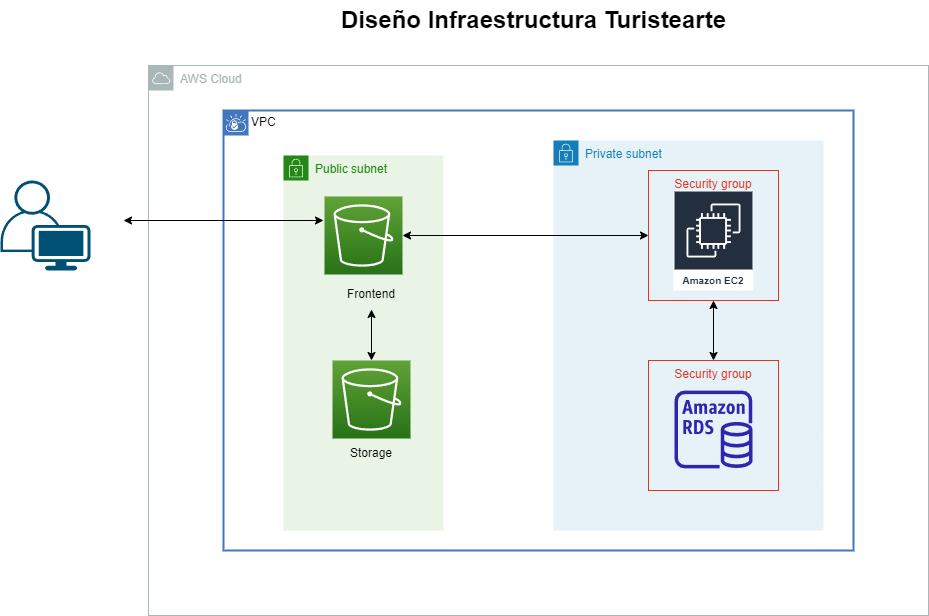 Diseño Infraestructura Turistearte
AWS Cloud
VPC
Public subnet
Frontend
Storage
Private subnet
Security group
Amazon EC2
Security group
Amazon
RDS